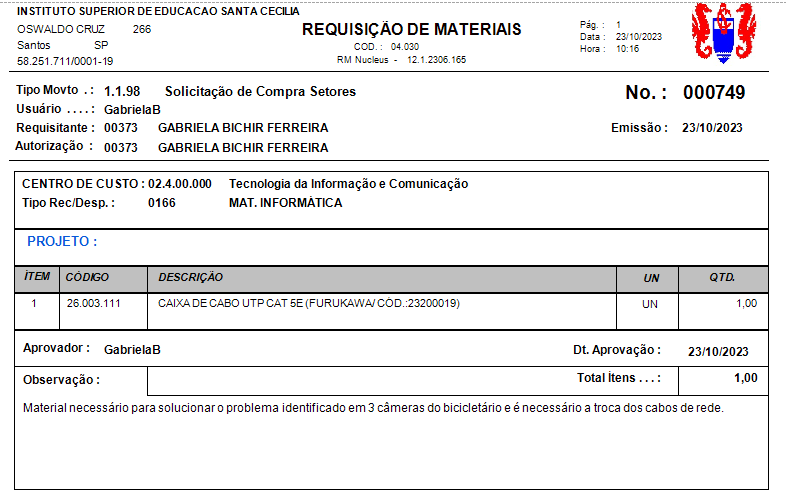 INSTITUTO SUPERIOR DE EDUCACAO SANTA CECILIA
OSWALDO CRUZ 266
Santos SP
58.251.711/0001-19
REQUISIÇÃO DE MATERIAIS
COD.: 04.030
RM Nucleus - 12.1.2306.165
Pág. : 1
Data : 23/10/2023
Hora : 10:16
Tipo Movto . : 1.1.98 Solicitação de Compra Setores
Usuário . . . . : GabrielaB
Requisitante : 00373 GABRIELA BICHIR FERREIRA
Autorização : 00373 GABRIELA BICHIR FERREIRA
No. : 000749
Emissão : 23/10/2023
CENTRO DE CUSTO : 02.4.00.000 Tecnologia da Informação e Comunicação
Tipo Rec/Desp. : 0166 MAT. INFORMÁTICA
PROJETO :
ÍTEM CÓDIGO DESCRIÇÃO UN QTD.
1 26.003.111 CAIXA DE CABO UTP CAT 5E (FURUKAWA/ CÓD.:23200019) UN 1,00
Aprovador : GabrielaB Dt. Aprovação : 23/10/2023
Observação : Total Ítens . . . : 1,00
Material necessário para solucionar o problema identificado em 3 câmeras do bicicletário e é necessário a troca dos cabos de rede.